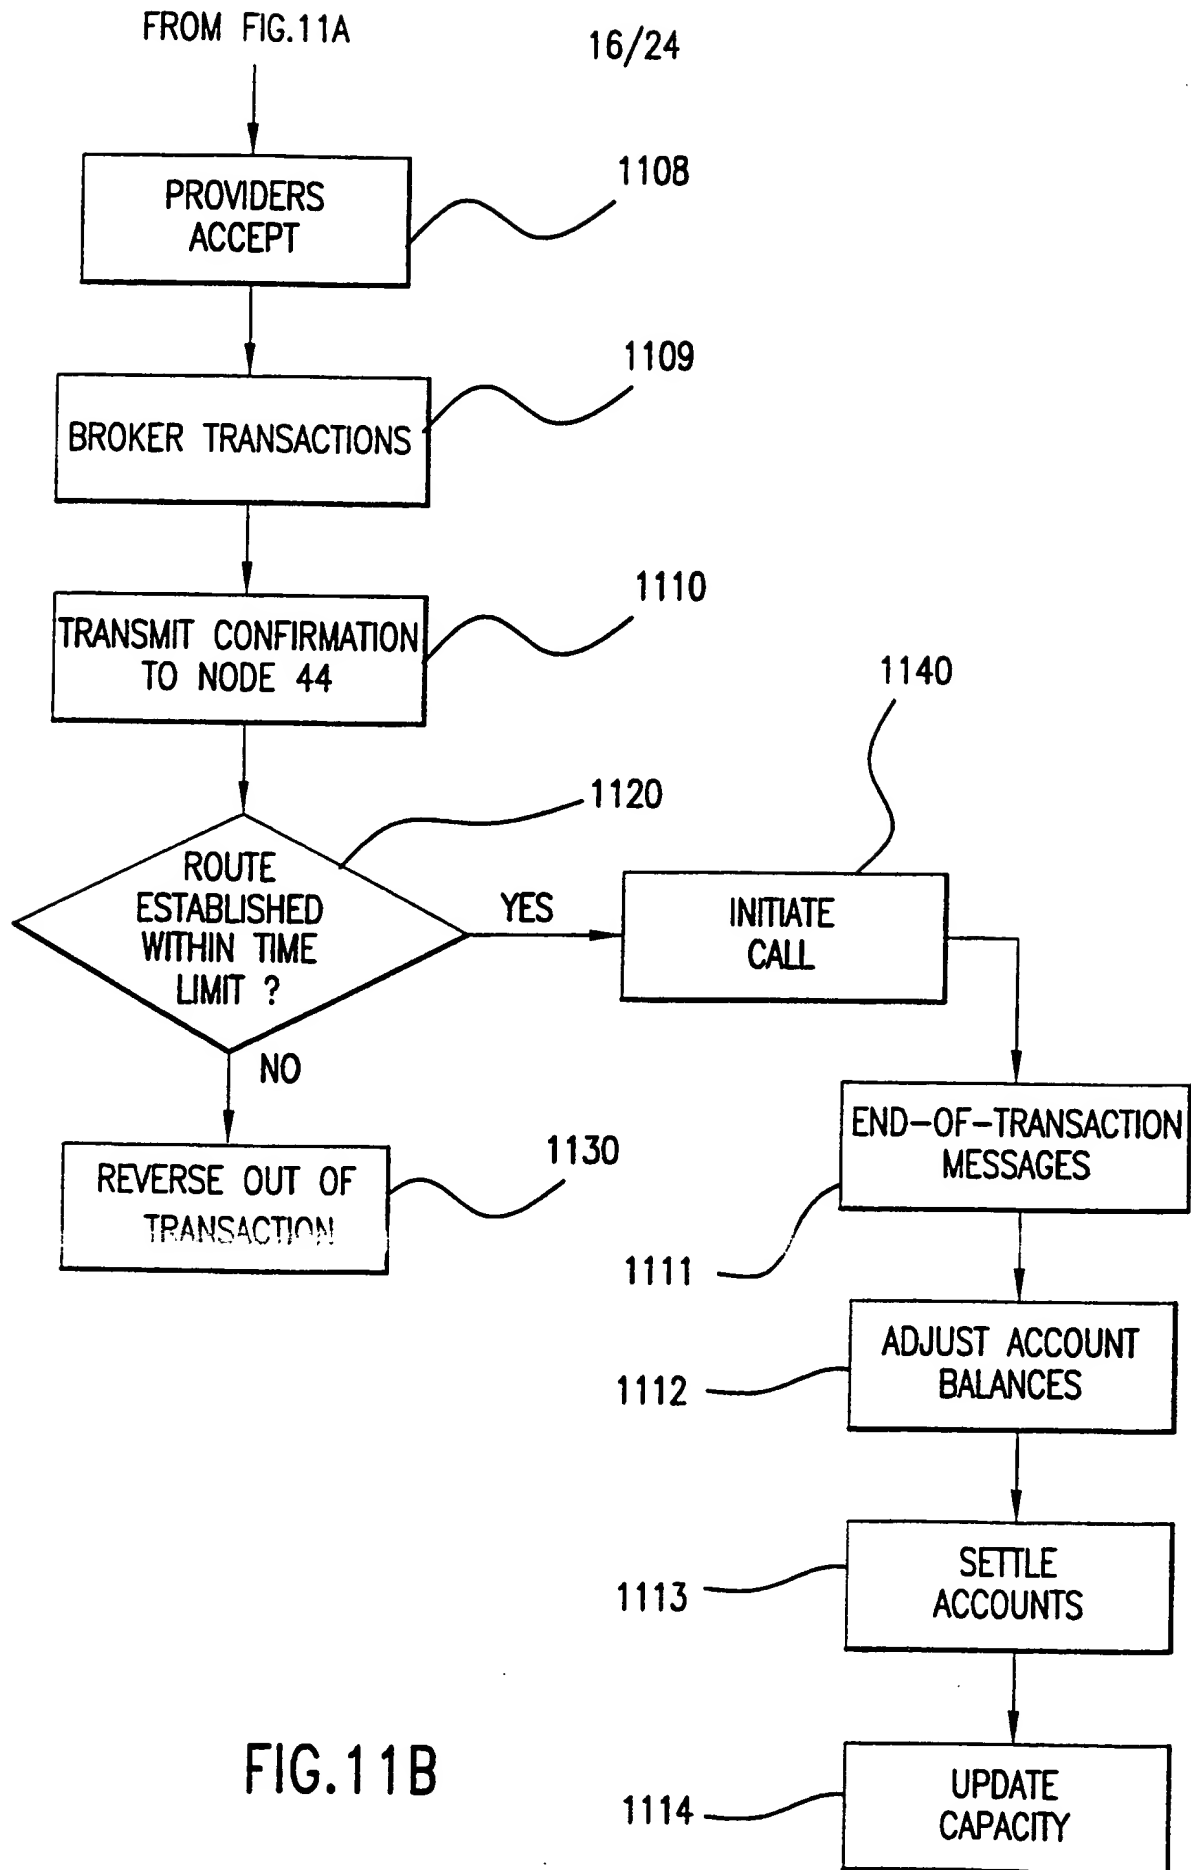 FROM FIG.11A
16/24
PROVIDERS
ACCEPT
1108
BROKER TRANSACTIONS
1109
TRANSMIT CONFIRMATION
TO NODE 44
1110
ROUTE
ESTABLISHED
WITHIN TIME
LIMIT ?
1120
YES
NO
INITIATE
CALL
1140
REVERSE OUT OF
TRANSACTION
1130
END-OF-TRANSACTION
MESSAGES
1111
ADJUST ACCOUNT
BALANCES
1112
SETTLE
ACCOUNTS
1113
UPDATE
CAPACITY
1114
FIG.11B